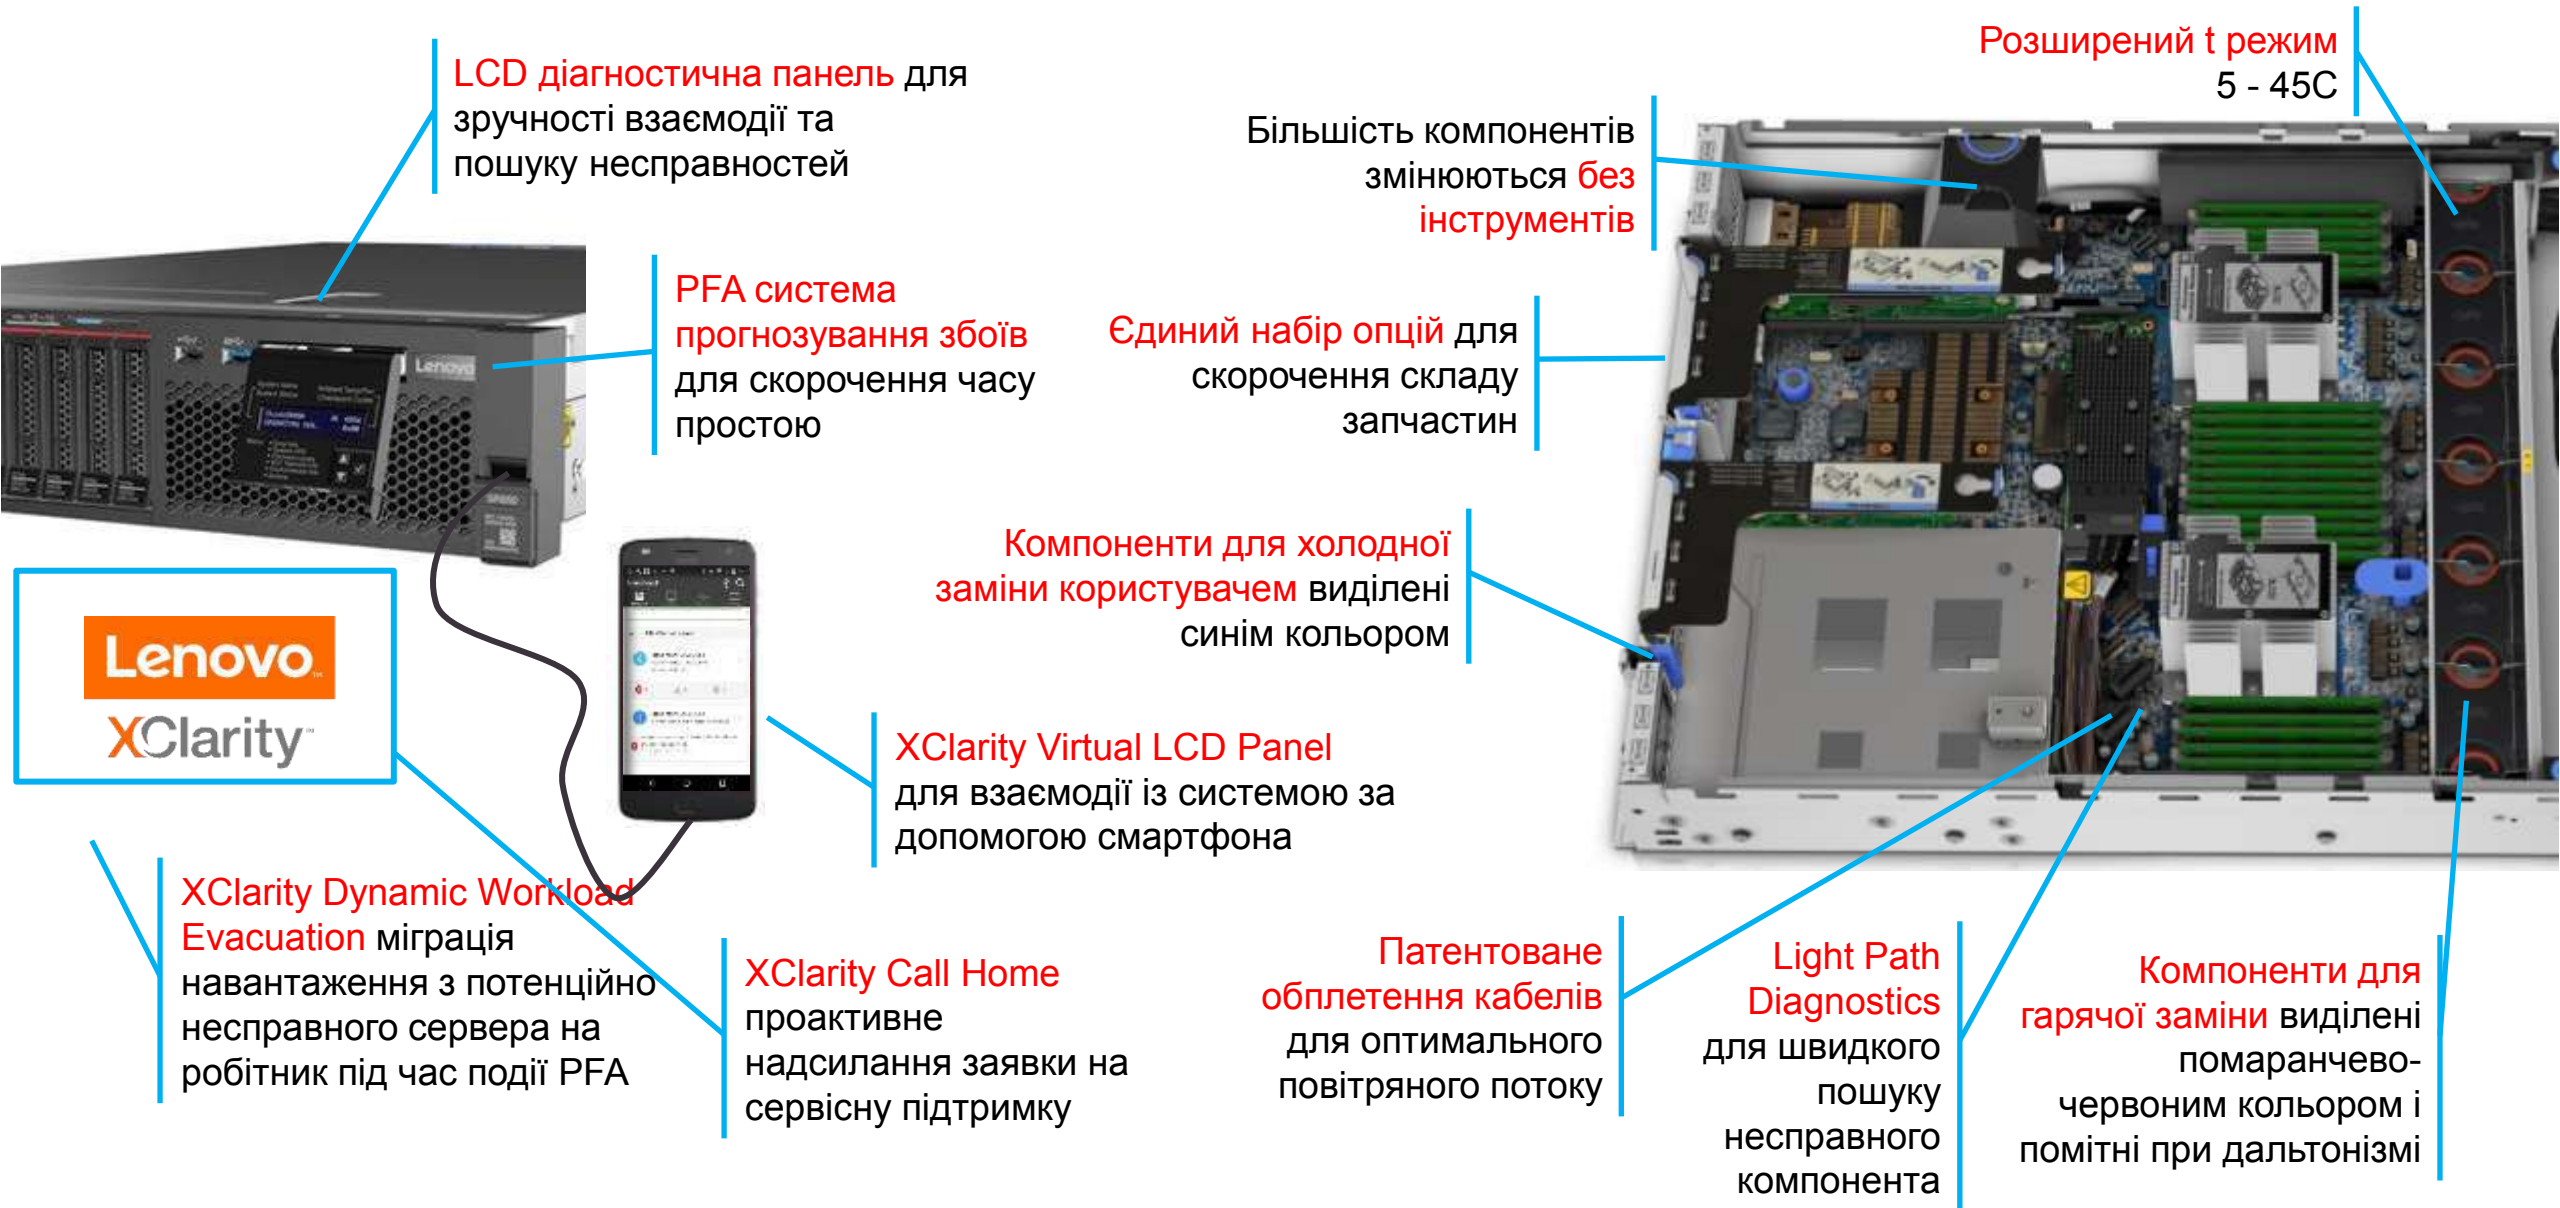 LCD діагностична панель для
зручності взаємодії та
пошуку несправностей
PFA система
прогнозування збоїв
для скорочення часу
простою
Lenovo
SR650
Lenovo
XClarity
XClarity Virtual LCD Panel
для взаємодії із системою за
допомогою смартфона
XClarity Dynamic Workload
Evacuation міграція
навантаження з потенційно
несправного сервера на
робітник під час події PFA
XClarity Call Home
проактивне
надсилання заявки на
сервісну підтримку
Розширений t режим
5 - 45C
Більшість компонентів
змінюються без
інструментів
Єдиний набір опцій для
скорочення складу
запчастин
Компоненти для холодної
заміни користувачем виділені
синім кольором
Патентоване
обплетення кабелів
для оптимального
повітряного потоку
Light Path
Diagnostics
для швидкого
пошуку
несправного
компонента
Компоненти для
гарячої заміни виділені
помаранчево-
червоним кольором і
помітні при дальтонізмі